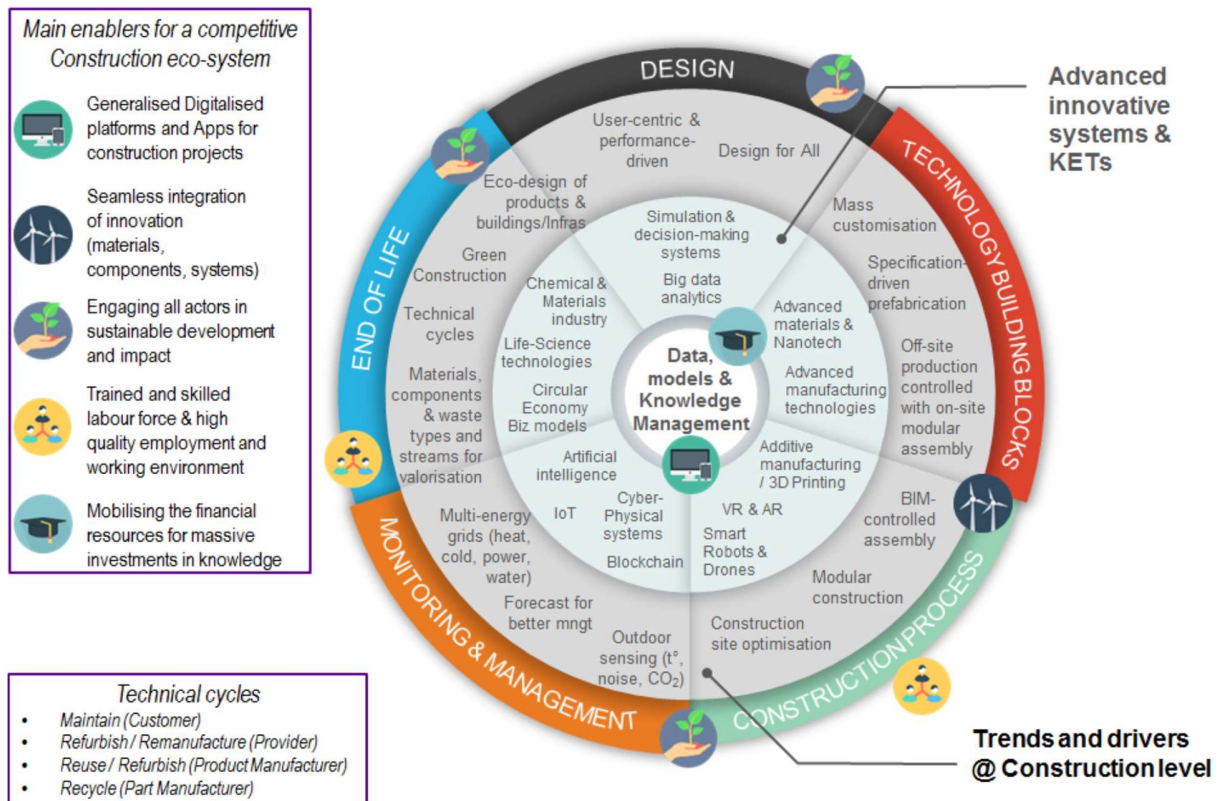 Main enablers for a competitive
Construction eco-system
Generalised Digitalised
platforms and Apps for
construction projects
Seamless integration
of innovation
(materials,
components, systems)
Engaging all actors in
sustainable development
and impact
Trained and skilled
labour force & high
quality employment and
working environment
Mobilising the financial
resources for massive
investments in knowledge
Technical cycles
• Maintain (Customer)
• Refurbish / Remanufacture (Provider)
• Reuse / Refurbish (Product Manufacturer)
• Recycle (Part Manufacturer)
DESIGN
User-centric &
performance-
driven
Design for All
Simulation &
decision-making
systems
Big data
analytics
Advanced
innovative
systems &
KETs
TECHNOLOGY BUILDING BLOCKS
Mass
customisation
Specification-
driven
prefabrication
Off-site
production
controlled
with on-site
modular
assembly
Advanced
materials &
Nanotech
Advanced
manufacturing
technologies
CONSTRUCTION PROCESS
BIM-
controlled
assembly
Modular
construction
Construction
site optimisation
Additive
manufacturing
/ 3D Printing
VR & AR
Smart
Robots &
Drones
Trends and drivers
@ Construction level
MONITORING & MANAGEMENT
Multi-energy
grids (heat,
cold, power,
water)
Forecast for
better mngt
Outdoor
sensing (t°,
noise, CO₂)
Artificial
intelligence
IoT
Cyber-
Physical
systems
Blockchain
END OF LIFE
Eco-design of
products &
buildings/Infras
Green
Construction
Technical
cycles
Materials,
components
& waste
types and
streams for
valorisation
Chemical &
Materials
industry
Life-Science
technologies
Circular
Economy
Biz models
Data,
models &
Knowledge
Management